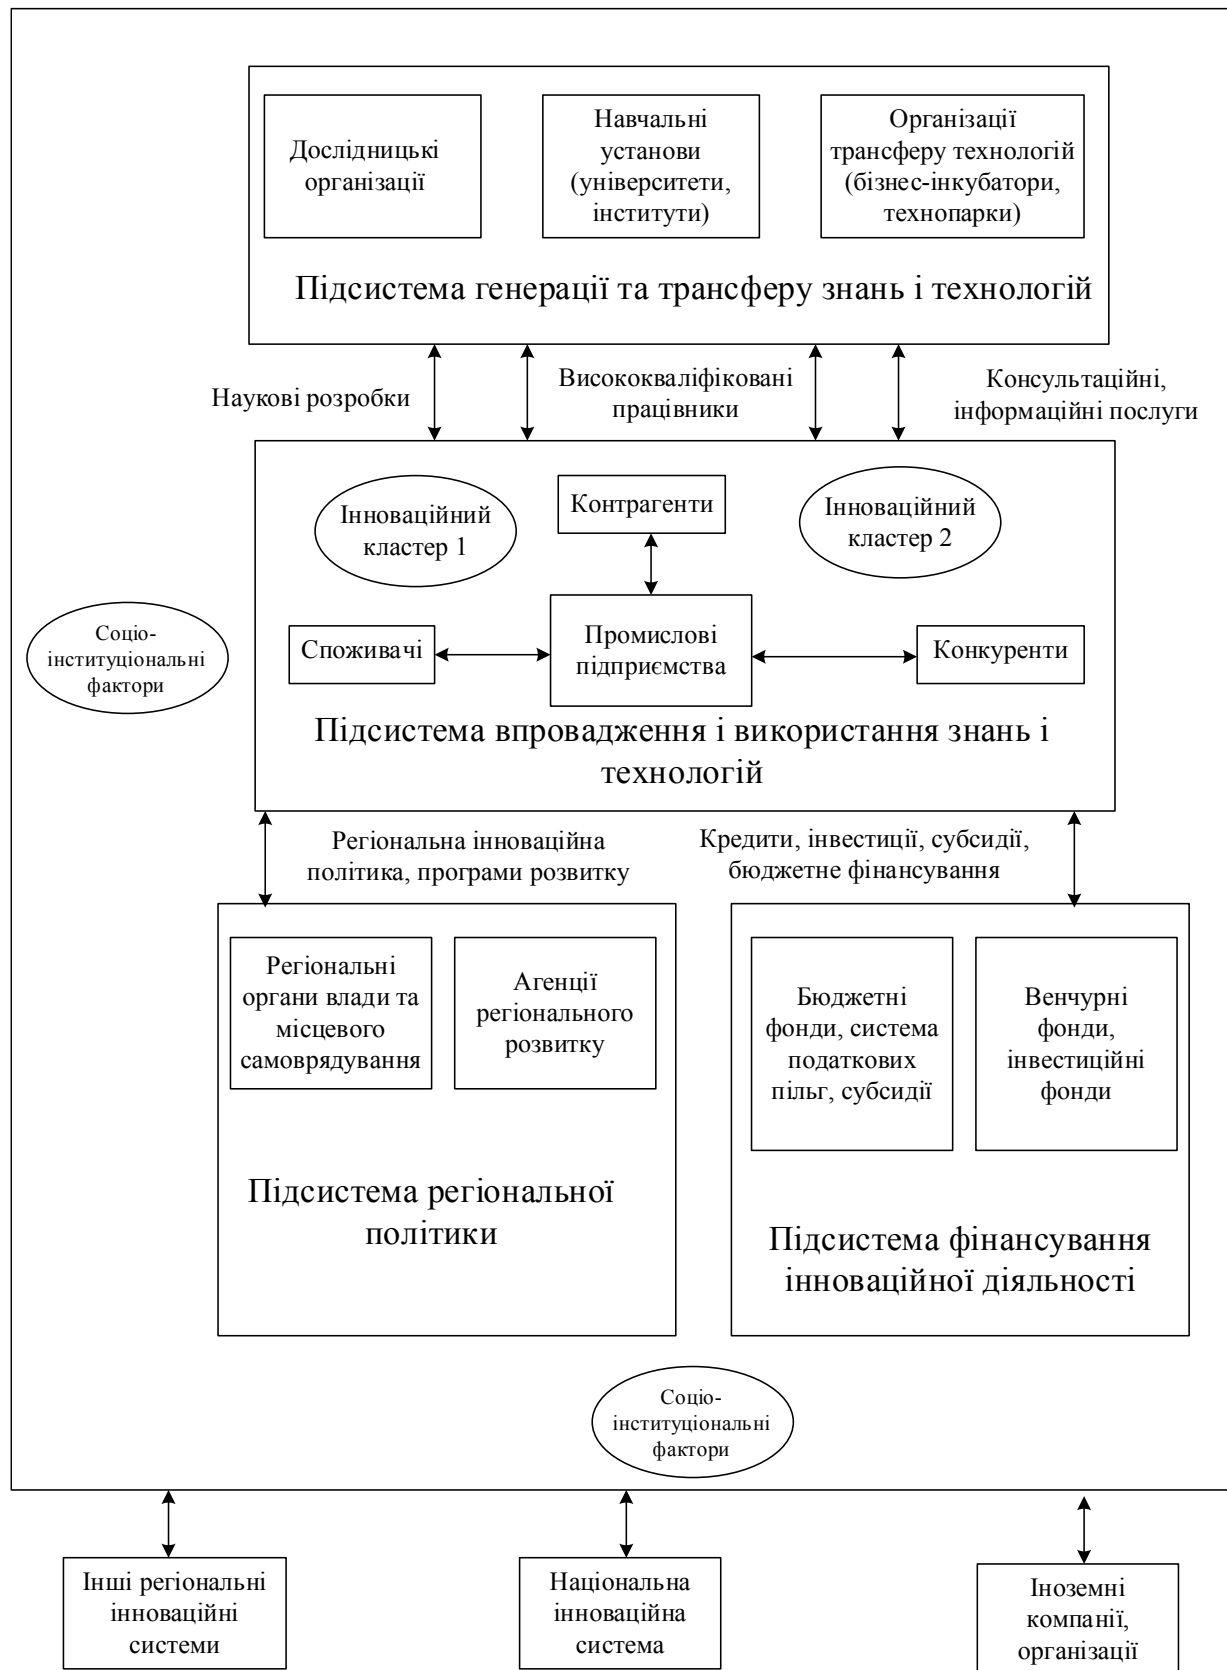 Дослідницькі
організації
Навчальні
установи
(університети,
інститути)
Організації
трансферу технологій
(бізнес-інкубатори,
технопарки)
Підсистема генерації та трансферу знань і технологій
Наукові розробки
Висококваліфіковані
працівники
Консультаційні,
інформаційні послуги
Інноваційний
кластер 1
Контрагенти
Інноваційний
кластер 2
Соціо-
інституціональні
фактори
Споживачі
Промислові
підприємства
Конкуренти
Підсистема впровадження і використання знань і
технологій
Регіональна інноваційна
політика, програми розвитку
Кредити, інвестиції, субсидії,
бюджетне фінансування
Регіональні
органи влади та
місцевого
самоврядування
Агенції
регіонального
розвитку
Бюджетні
фонди, система
податкових
пільг, субсидії
Венчурні
фонди,
інвестиційні
фонди
Підсистема регіональної
політики
Підсистема фінансування
інноваційної діяльності
Соціо-
інституціональні
фактори
Інші регіональні
інноваційні
системи
Національна
інноваційна
система
Іноземні
компанії,
організації